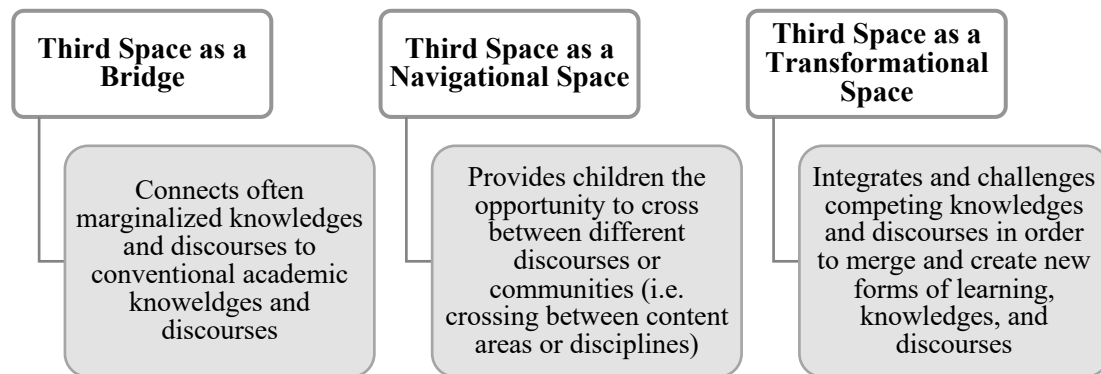 Third Space as a
Bridge
Connects often
marginalized knowledges
and discourses to
conventional academic
knoweldges and
discourses
Third Space as a
Navigational Space
Provides children the
opportunity to cross
between different
discourses or
communities (i.e.
crossing between content
areas or disciplines)
Third Space as a
Transformational
Space
Integrates and challenges
competing knowledges
and discourses in order
to merge and create new
forms of learning,
knowledges, and
discourses